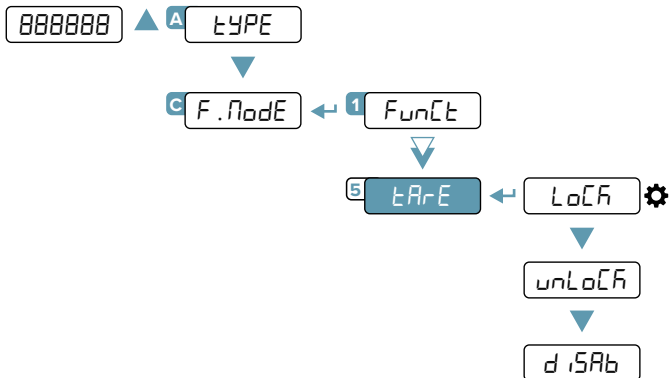 888888 A tYPE
C F.ModE 1 FunCt
5 tArE LoCK
unLoCK
diSAb